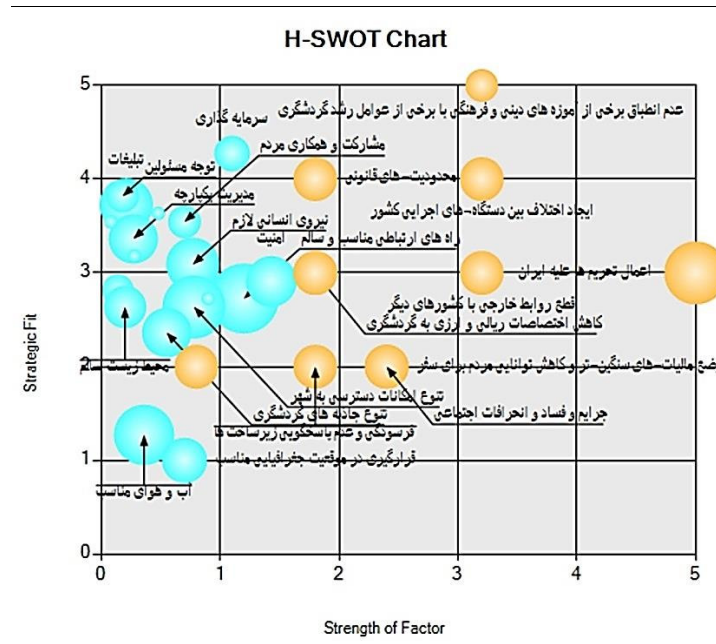 H-SWOT Chart
5
عدم انطباق برخی از آموزه های دینی و فرهنگی با برخی از عوامل رشد گردشگری
سرمایه گذاری
مشارکت و همکاری مردم
تبلیغات
توجه مسئولین
4
محدودیت-های قانونی
مدیریت یکپارچه
ایجاد اختلاف بین دستگاه-های اجرایی کشور
نیروی انسانی لازم
امنیت
راه های ارتباطی مناسب و سالم
3
اعمال تحریم ها علیه ایران
قطع روابط خارجی با کشورهای دیگر
کاهش اختصاصات ریالی و ارزی به گردشگری
Strategic Fit
محیط زیست
2
ضع مالیات-های سنگین-تر و کاهش توانایی مردم برای سفر
تنوع امکانات دسترسی به شهر
تنوع جاذبه های گردشگری
جرایم و فساد و انحرافات اجتماعی
فرسودگی و عدم پاسخگویی زیرساخت ها
1
قرارگیری در موقعیت جغرافیایی مناسب
آب و هوای مناسب
0
0 1 2 3 4 5
Strength of Factor